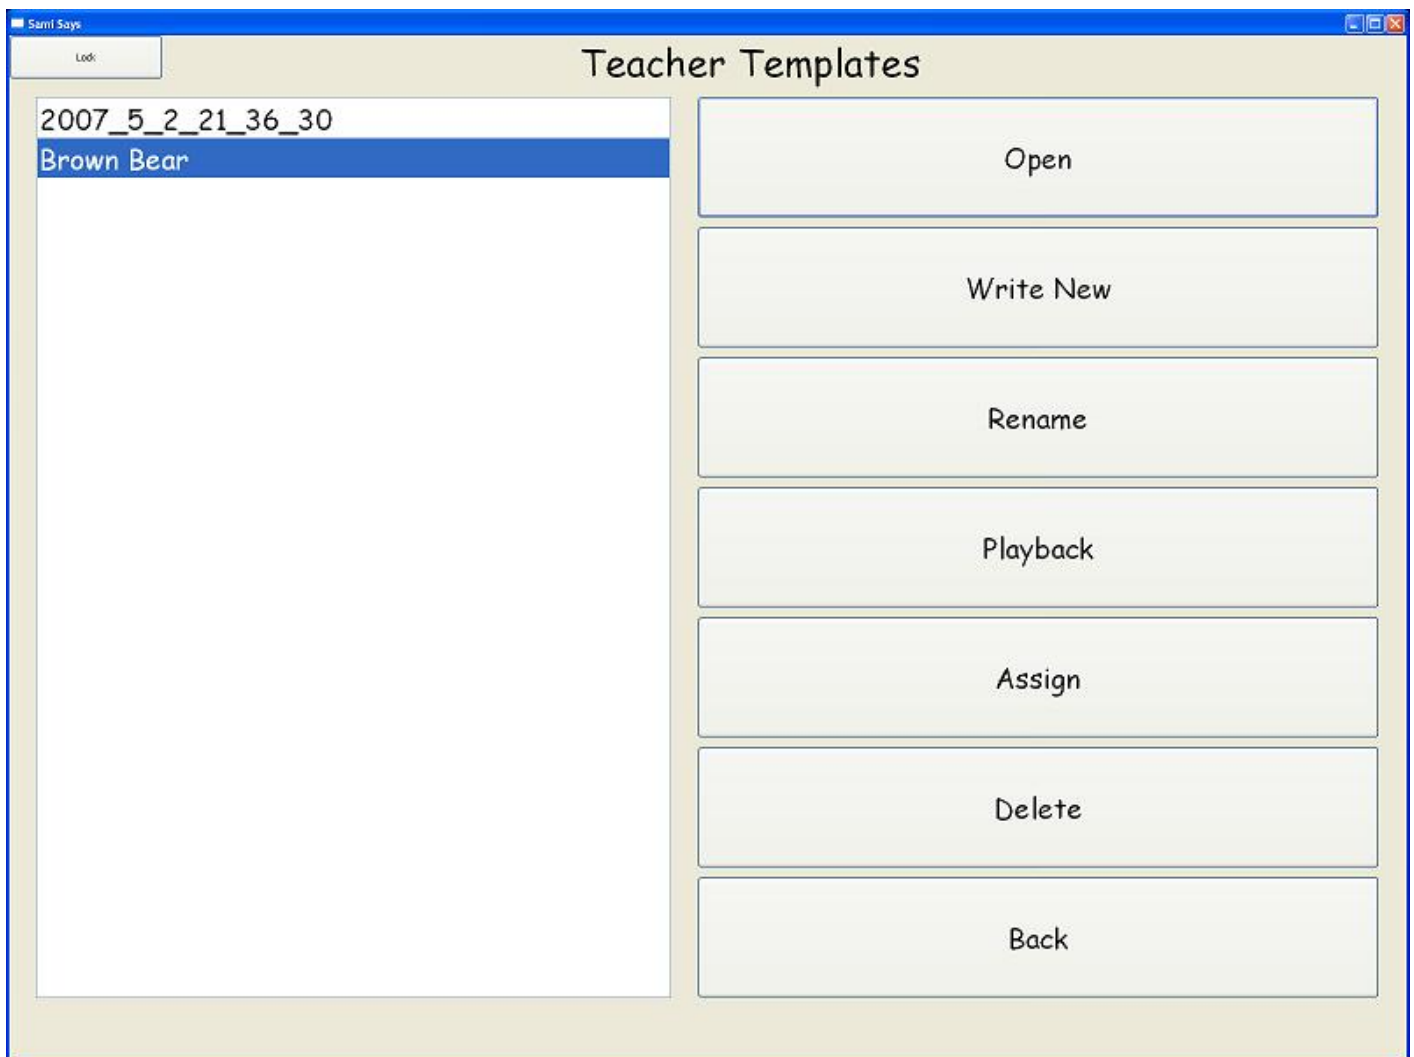 Sami Says
Lock
Teacher Templates
2007_5_2_21_36_30
Brown Bear
Open
Write New
Rename
Playback
Assign
Delete
Back